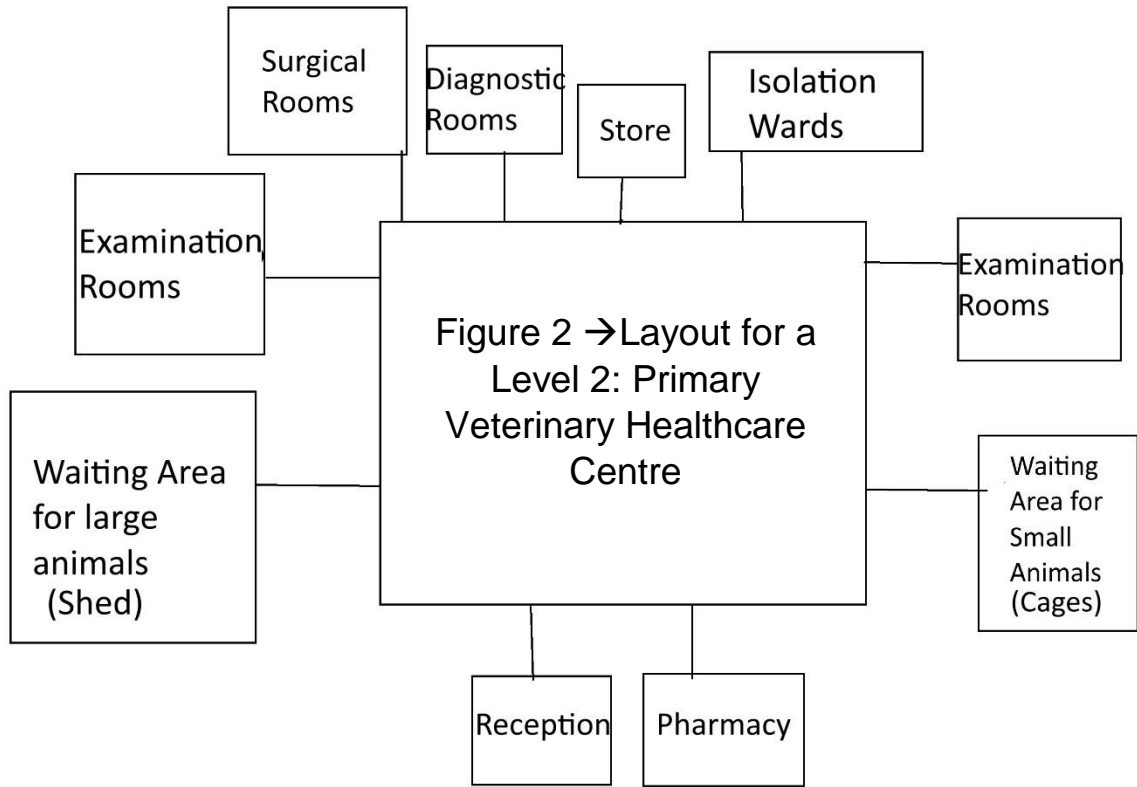 Surgical
Rooms
Diagnostic
Rooms
Store
Isolation
Wards
Examination
Rooms
Examination
Rooms
Figure 2 →Layout for a
Level 2: Primary
Veterinary Healthcare
Centre
Waiting Area
for large
animals
(Shed)
Waiting
Area for
Small
Animals
(Cages)
Reception
Pharmacy